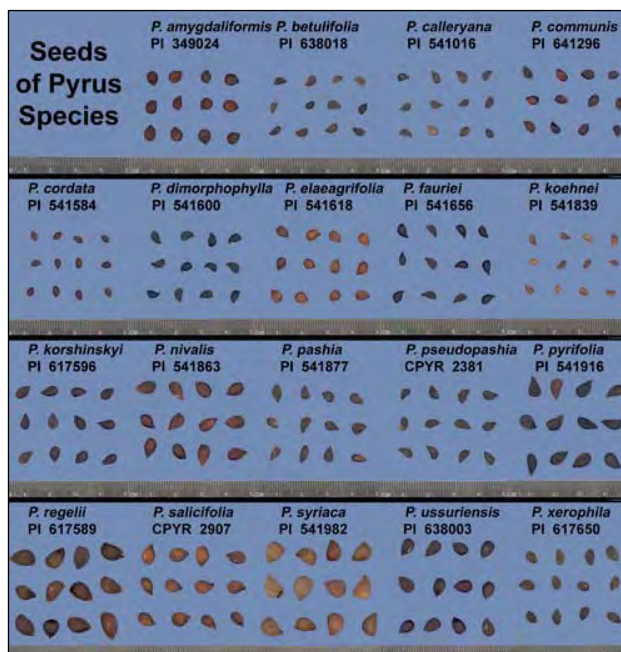 Seeds
of Pyrus
Species
P. amygdaliformis
PI 349024
P. betulifolia
PI 638018
P. calleryana
PI 541016
P. communis
PI 641296
P. cordata
PI 541584
P. dimorphophylla
PI 541600
P. elaeagrifolia
PI 541618
P. fauriei
PI 541656
P. koehnei
PI 541839
P. korshinskyi
PI 617596
P. nivalis
PI 541863
P. pashia
PI 541877
P. pseudopashia
CPYR 2381
P. pyrifolia
PI 541916
P. regelii
PI 617589
P. salicifolia
CPYR 2907
P. syriaca
PI 541982
P. ussuriensis
PI 638003
P. xerophila
PI 617650